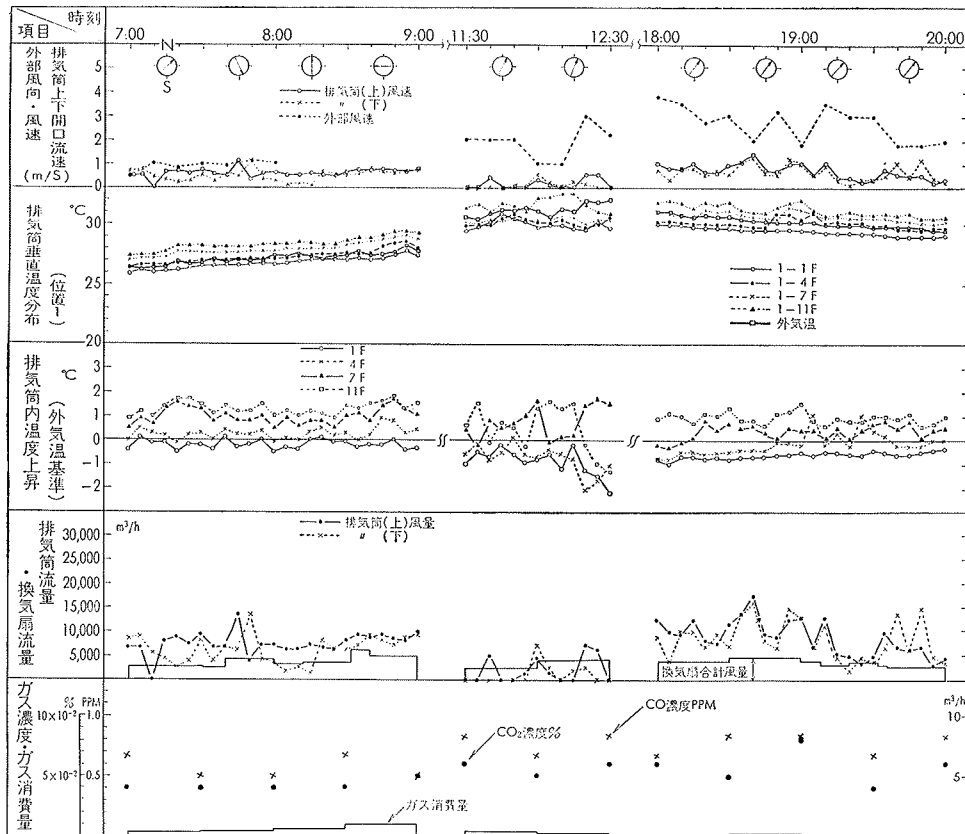 時刻
項目
7:00
8:00
9:00
11:30
12:30
18:00
19:00
20:00
N
S
外部風向・風速
排気筒上下開口流速
(m/S)
5
4
3
2
1
0
排気筒(上)風速
〃 (下)
外部風速
排気筒垂直温度分布
(位置1)
℃
30
25
20
1-1F
1-4F
1-7F
1-11F
外気温
排気筒内温度上昇
(外気温基準)
℃
3
2
1
0
-1
-2
1F
4F
7F
11F
排気筒流量
・換気扇流量
m³/h
30,000
25,000
20,000
15,000
10,000
5,000
排気筒(上)風量
〃 (下)
換気扇合計風量
ガス濃度・ガス消費量
% PPM
10×10⁻² 1.0
5×10⁻² 0.5
CO₂濃度%
CO濃度PPM
ガス消費量
m³/h
10
5